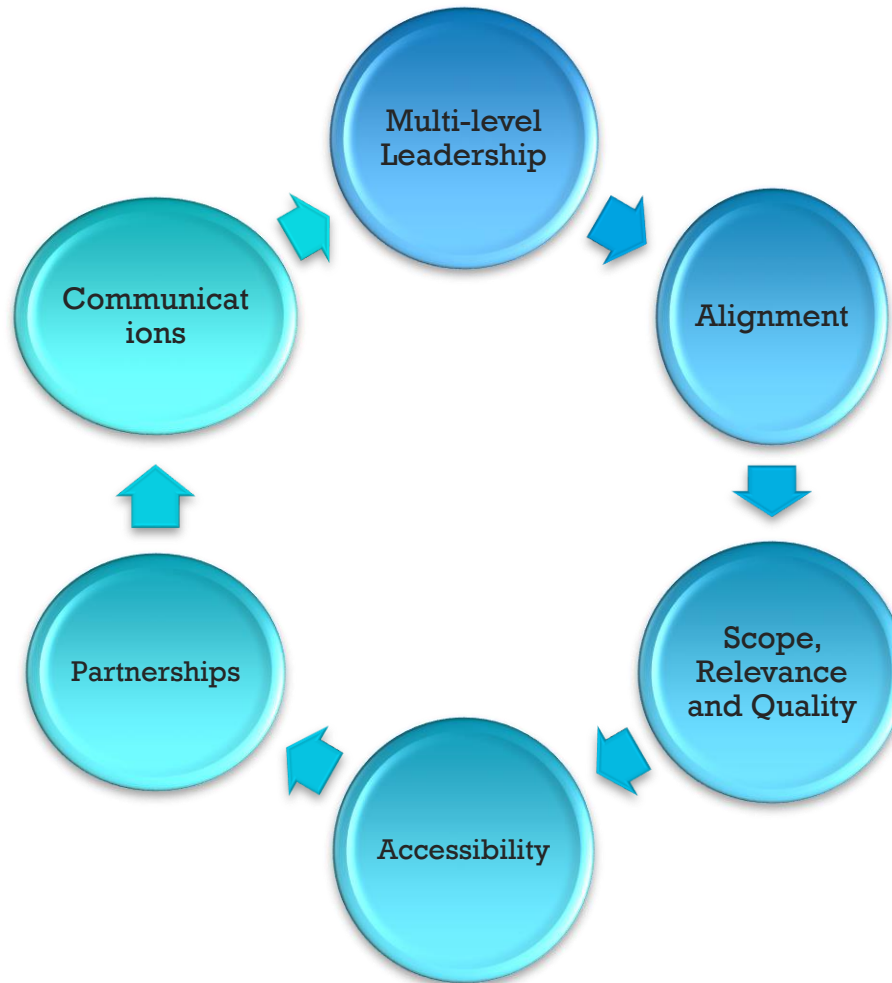 Multi-level
Leadership
Alignment
Scope,
Relevance
and Quality
Accessibility
Partnerships
Communicat
ions